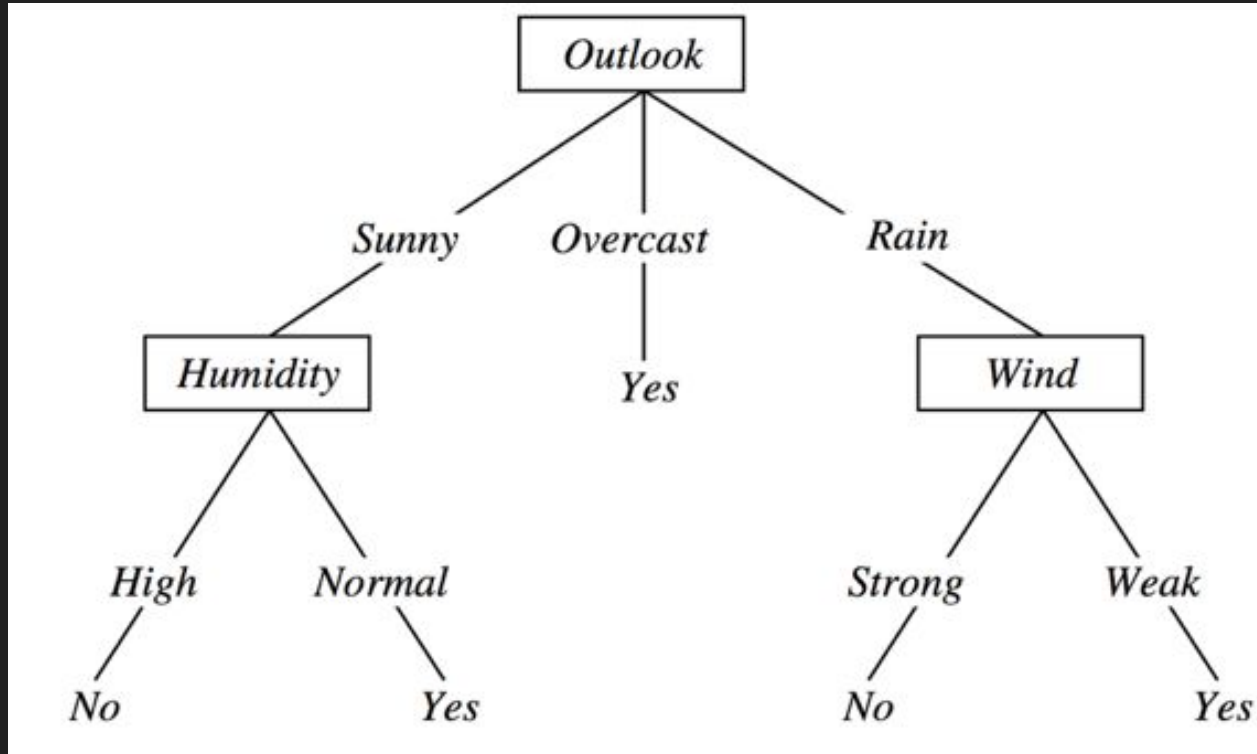 Outlook
Sunny Overcast Rain
Humidity Yes Wind
High Normal Strong Weak
No Yes No Yes